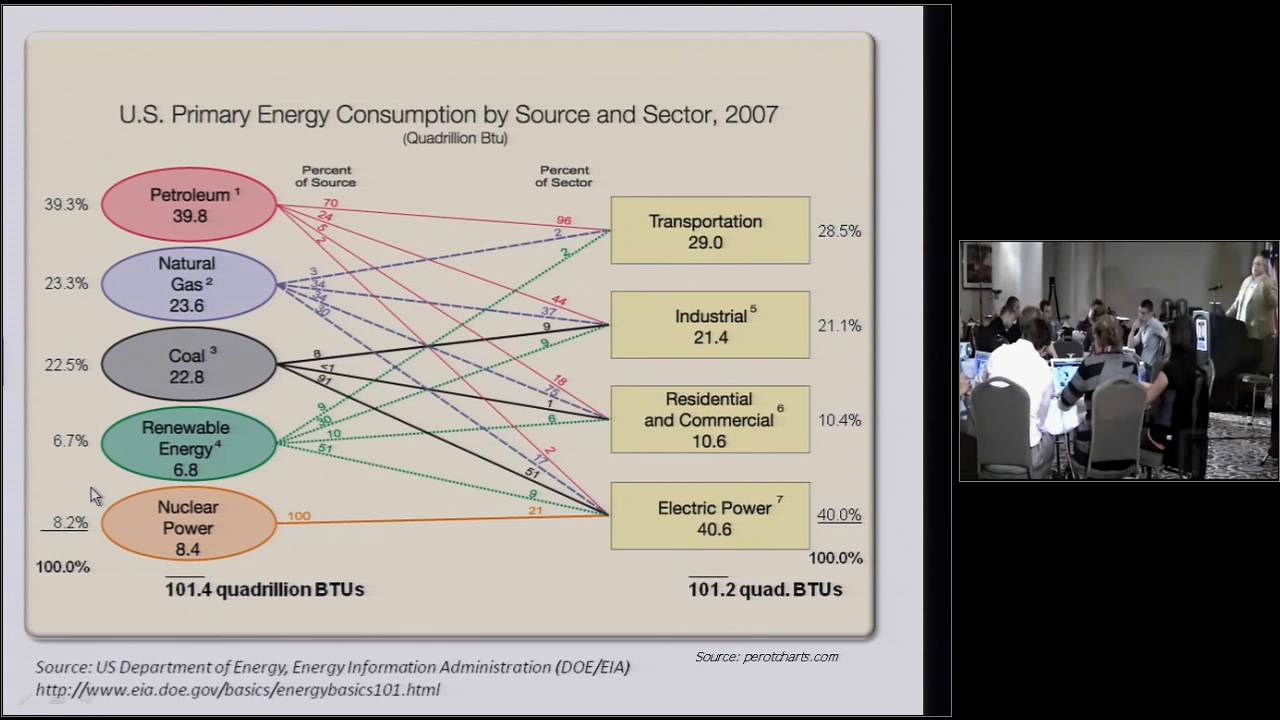 U.S. Primary Energy Consumption by Source and Sector, 2007
(Quadrillion Btu)
Percent
of Source
Percent
of Sector
39.3%
Petroleum 1
39.8
23.3%
Natural
Gas 2
23.6
22.5%
Coal 3
22.8
6.7%
Renewable
Energy 4
6.8
8.2%
Nuclear
Power
8.4
100.0%
101.4 quadrillion BTUs
70
24
5
2
3
34
34
30
8
<1
91
9
30
10
51
100
96
2
2
44
37
9
9
18
75
1
6
2
17
51
9
21
Transportation
29.0
28.5%
Industrial 5
21.4
21.1%
Residential
and Commercial 6
10.6
10.4%
Electric Power 7
40.6
40.0%
100.0%
101.2 quad. BTUs
Source: perotcharts.com
Source: US Department of Energy, Energy Information Administration (DOE/EIA)
http://www.eia.doe.gov/basics/energybasics101.html